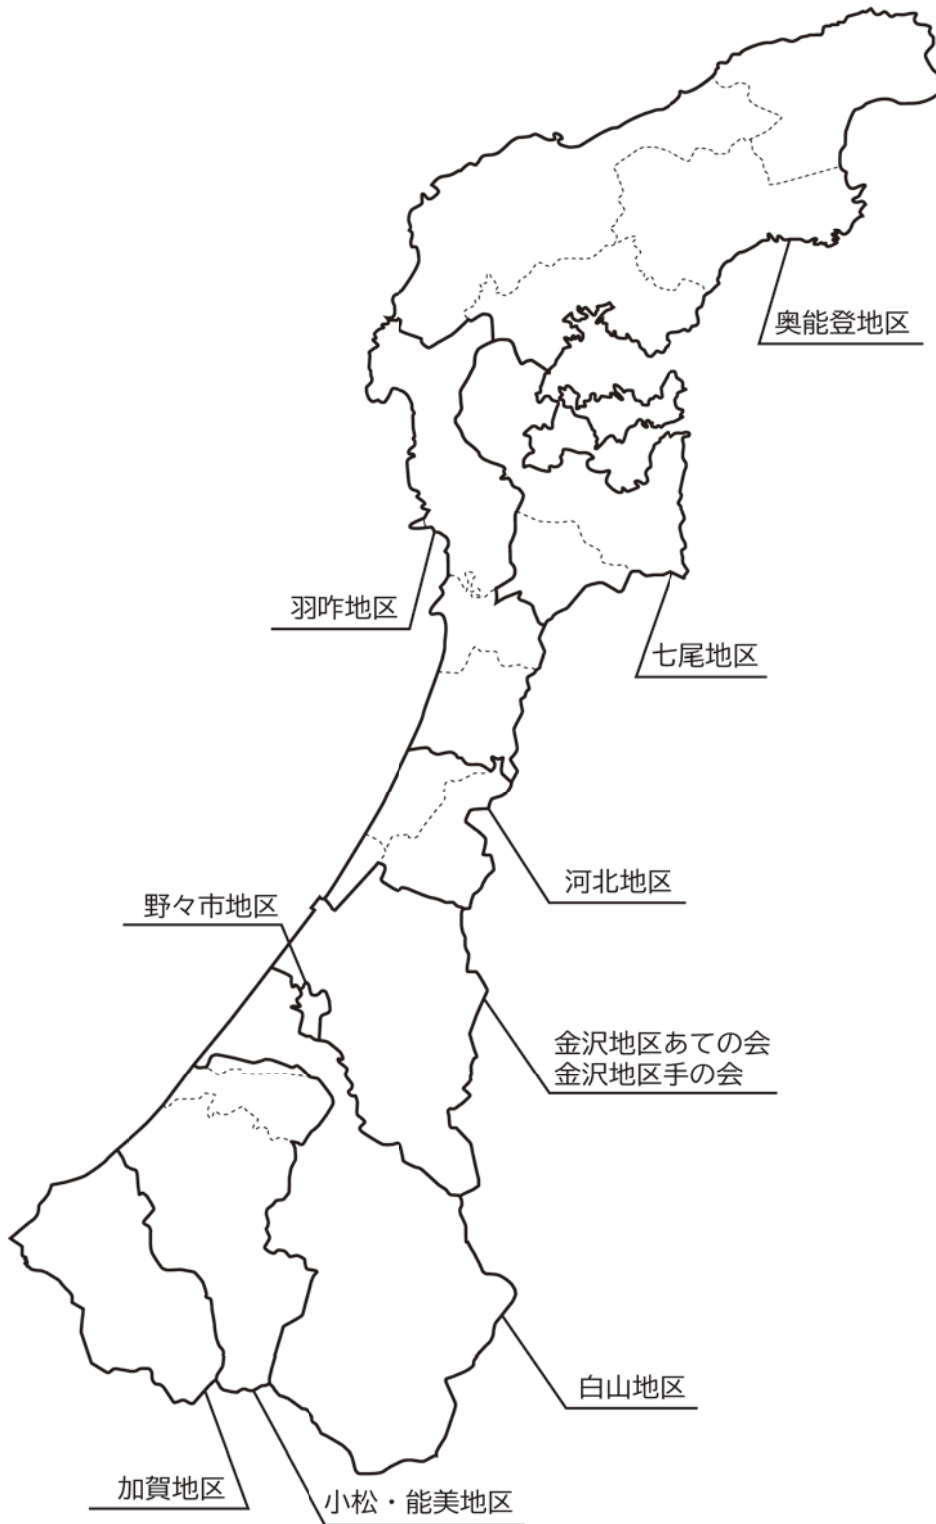 奥能登地区
羽咋地区
七尾地区
河北地区
野々市地区
金沢地区あての会
金沢地区手の会
白山地区
加賀地区
小松・能美地区